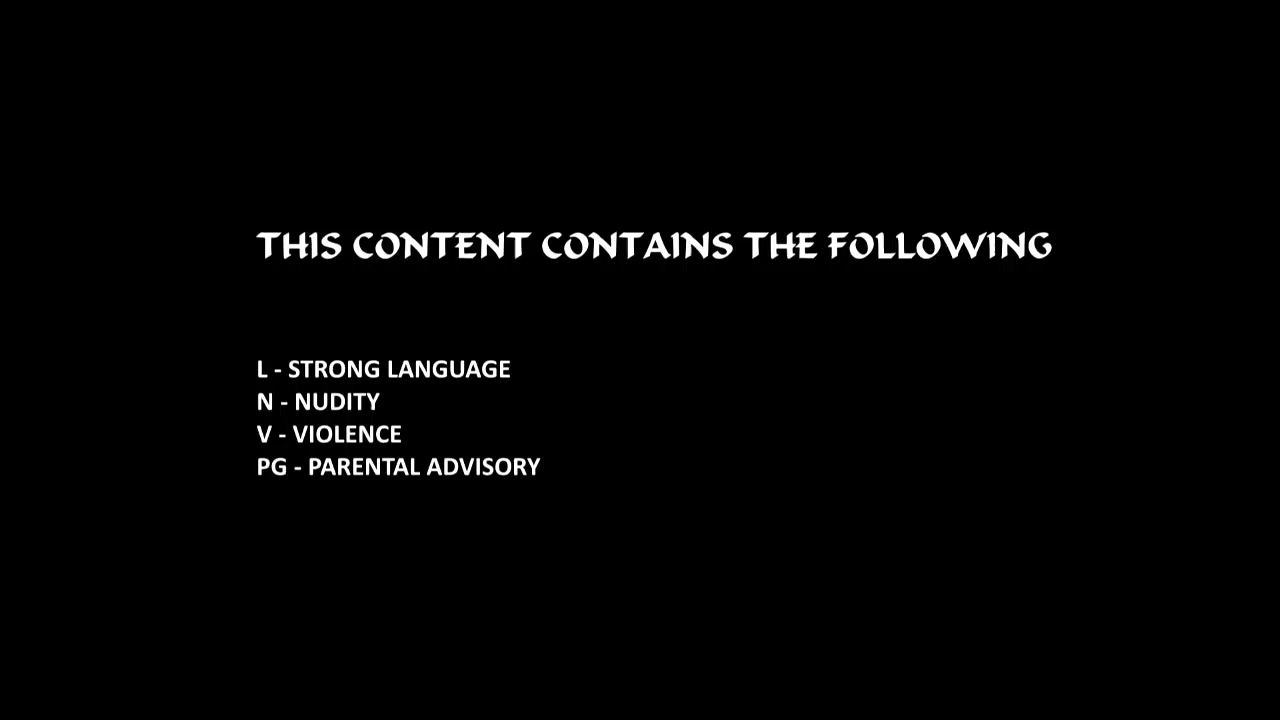 THIS CONTENT CONTAINS THE FOLLOWING
L - STRONG LANGUAGE
N - NUDITY
V - VIOLENCE
PG - PARENTAL ADVISORY